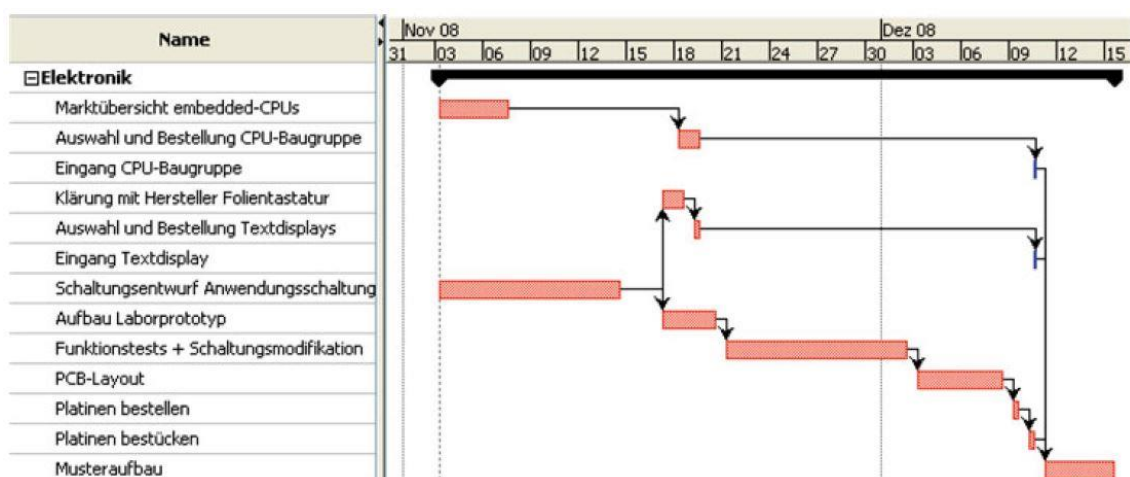 Name
Nov 08
Dez 08
31 03 06 09 12 15 18 21 24 27 30 03 06 09 12 15
Elektronik
Marktübersicht embedded-CPUs
Auswahl und Bestellung CPU-Baugruppe
Eingang CPU-Baugruppe
Klärung mit Hersteller Folientastatur
Auswahl und Bestellung Textdisplays
Eingang Textdisplay
Schaltungsentwurf Anwendungsschaltung
Aufbau Laborprototyp
Funktionstests + Schaltungsmodifikation
PCB-Layout
Platinen bestellen
Platinen bestücken
Musteraufbau